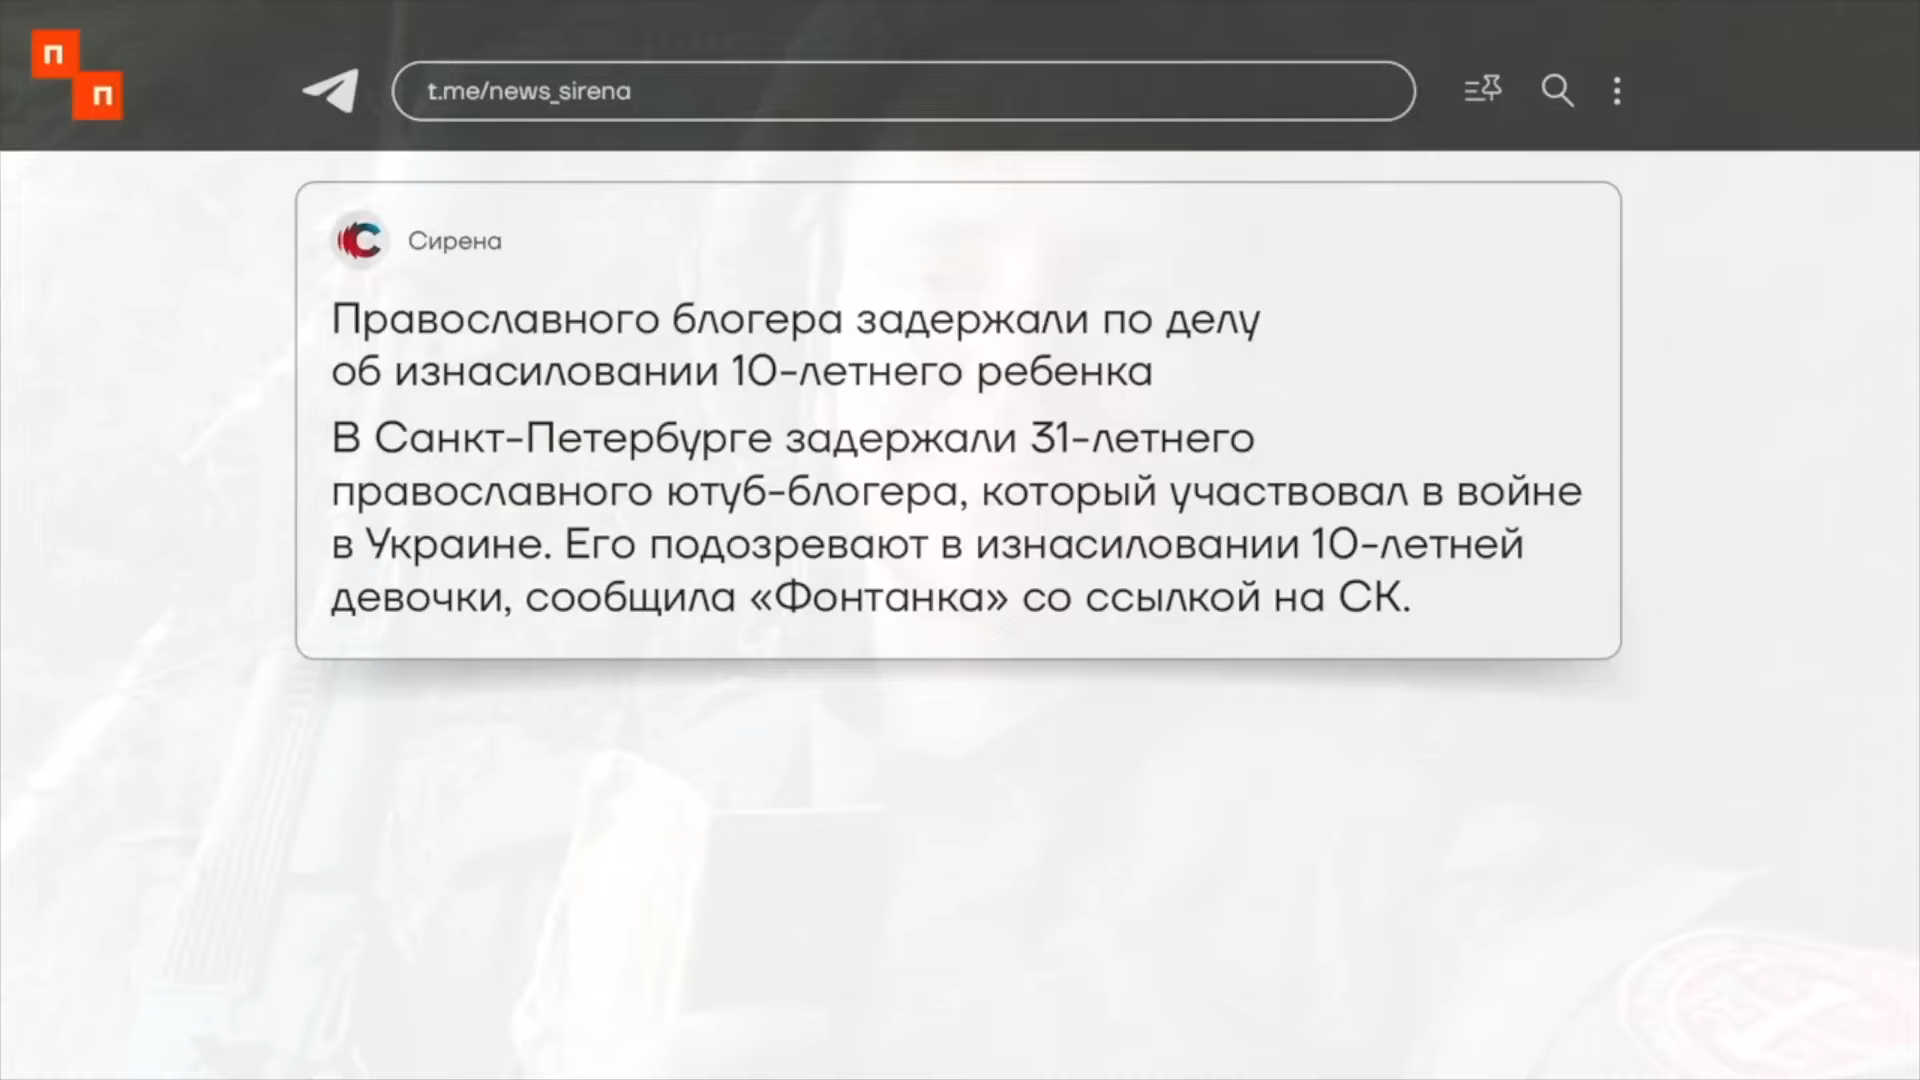 П
П
t.me/news_sirena
Сирена
Православного блогера задержали по делу
об изнасиловании 10-летнего ребенка
В Санкт-Петербурге задержали 31-летнего
православного ютуб-блогера, который участвовал в войне
в Украине. Его подозревают в изнасиловании 10-летней
девочки, сообщила «Фонтанка» со ссылкой на СК.